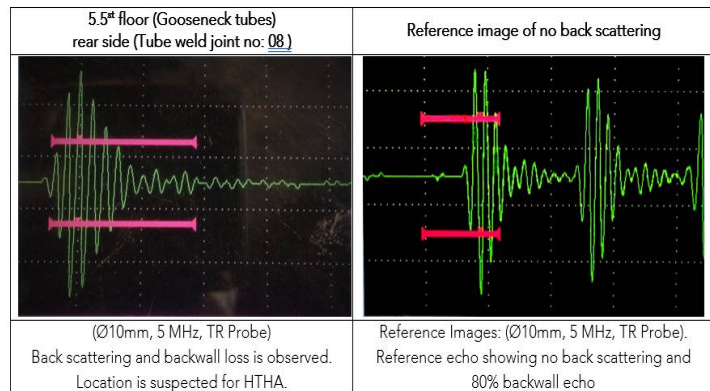 5.5st floor (Gooseneck tubes)
rear side (Tube weld joint no: 08 )
Reference image of no back scattering
(Ø10mm, 5 MHz, TR Probe)
Back scattering and backwall loss is observed.
Location is suspected for HTHA.
Reference Images: (Ø10mm, 5 MHz, TR Probe).
Reference echo showing no back scattering and
80% backwall echo